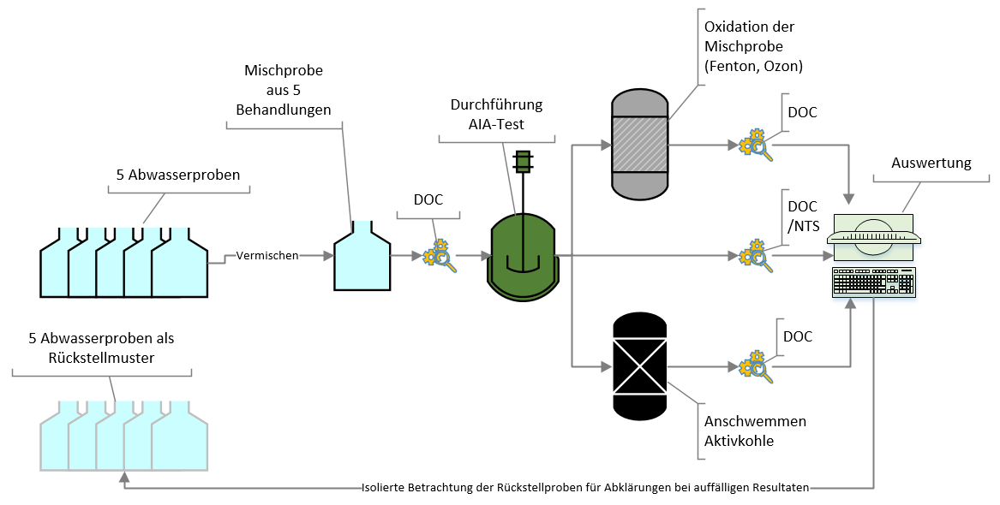 Oxidation der
Mischprobe
(Fenton, Ozon)
Mischprobe
aus 5
Behandlungen
Durchführung
AIA-Test
DOC
Auswertung
5 Abwasserproben
DOC
DOC
/NTS
Vermischen
5 Abwasserproben als
Rückstellmuster
DOC
Anschwemmen
Aktivkohle
Isolierte Betrachtung der Rückstellproben für Abklärungen bei auffälligen Resultaten